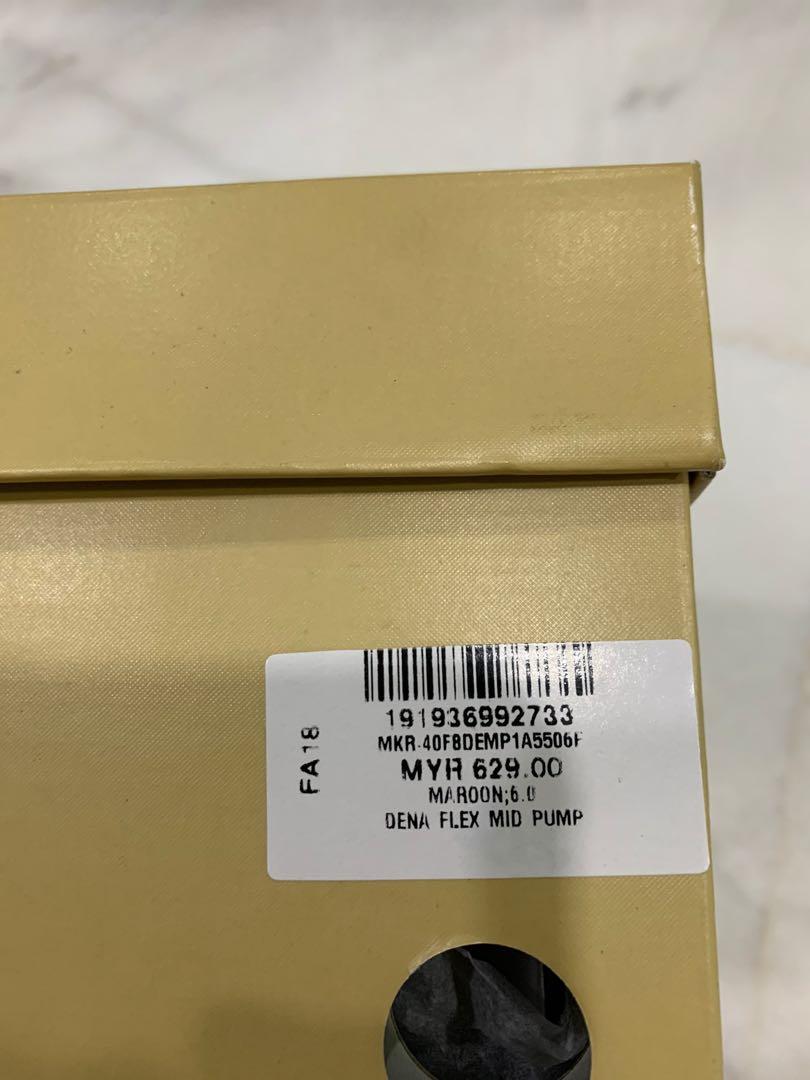 191936992733
MKR-40F8DEMP1A5506F
MYR 629.00
MAROON;6.0
DENA FLEX MID PUMP
FA18